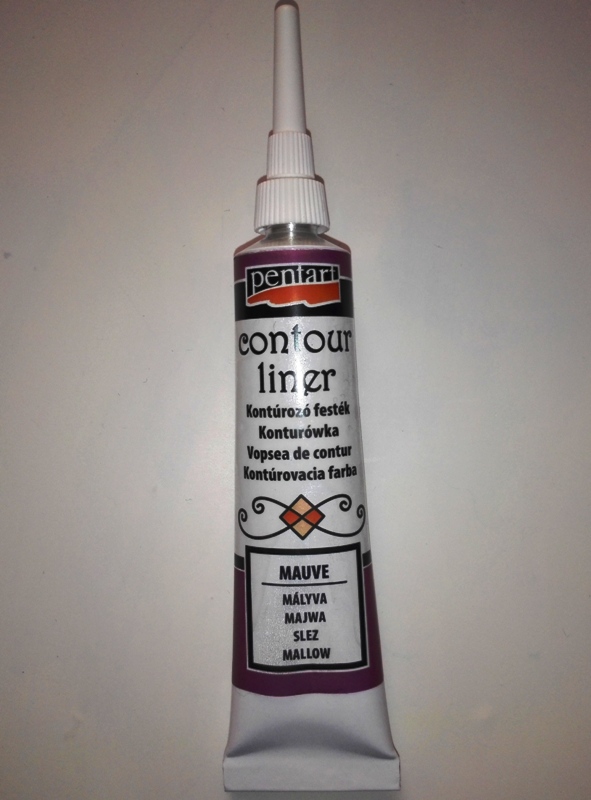 pentart
contour
liner
Kontúrozó festék
Konturówka
Vopsea de contur
Kontúrovacia farba
MAUVE
MÁLYVA
MAJWA
SLEZ
MALLOW